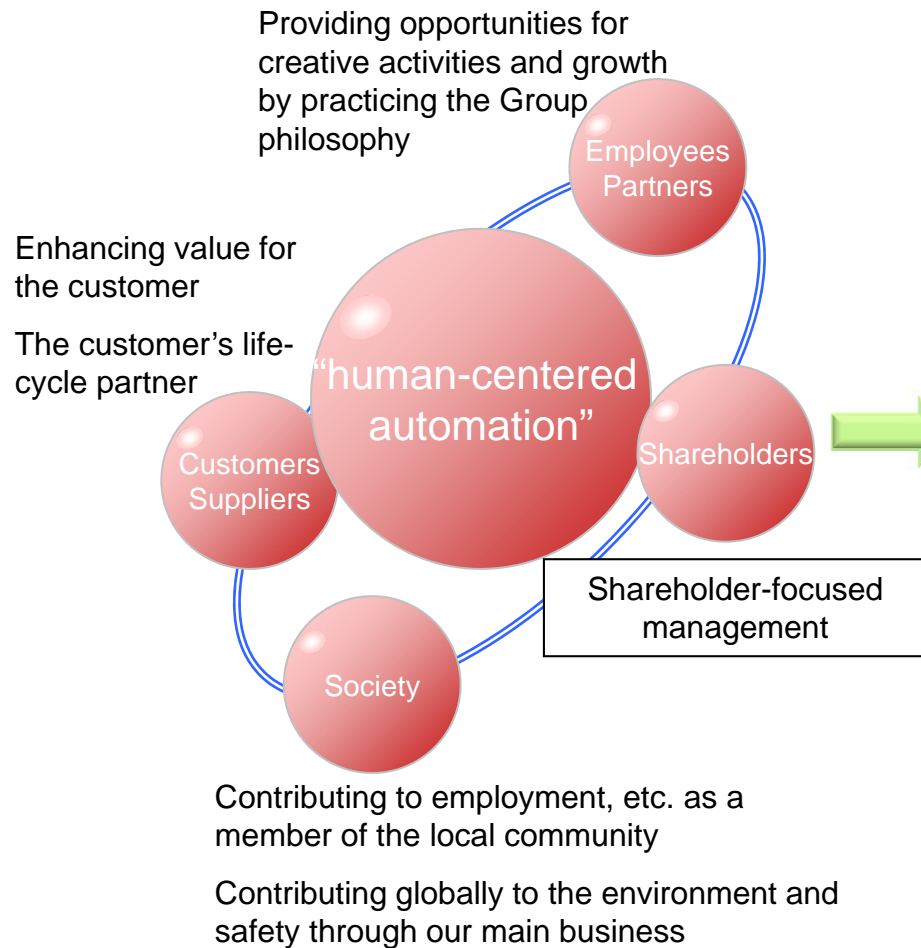 Providing opportunities for
creative activities and growth
by practicing the Group
philosophy
Employees
Partners
Enhancing value for
the customer
The customer’s life-
cycle partner
“human-centered
automation”
Customers
Suppliers
Shareholders
Shareholder-focused
management
Society
Contributing to employment, etc. as a
member of the local community
Contributing globally to the environment and
safety through our main business